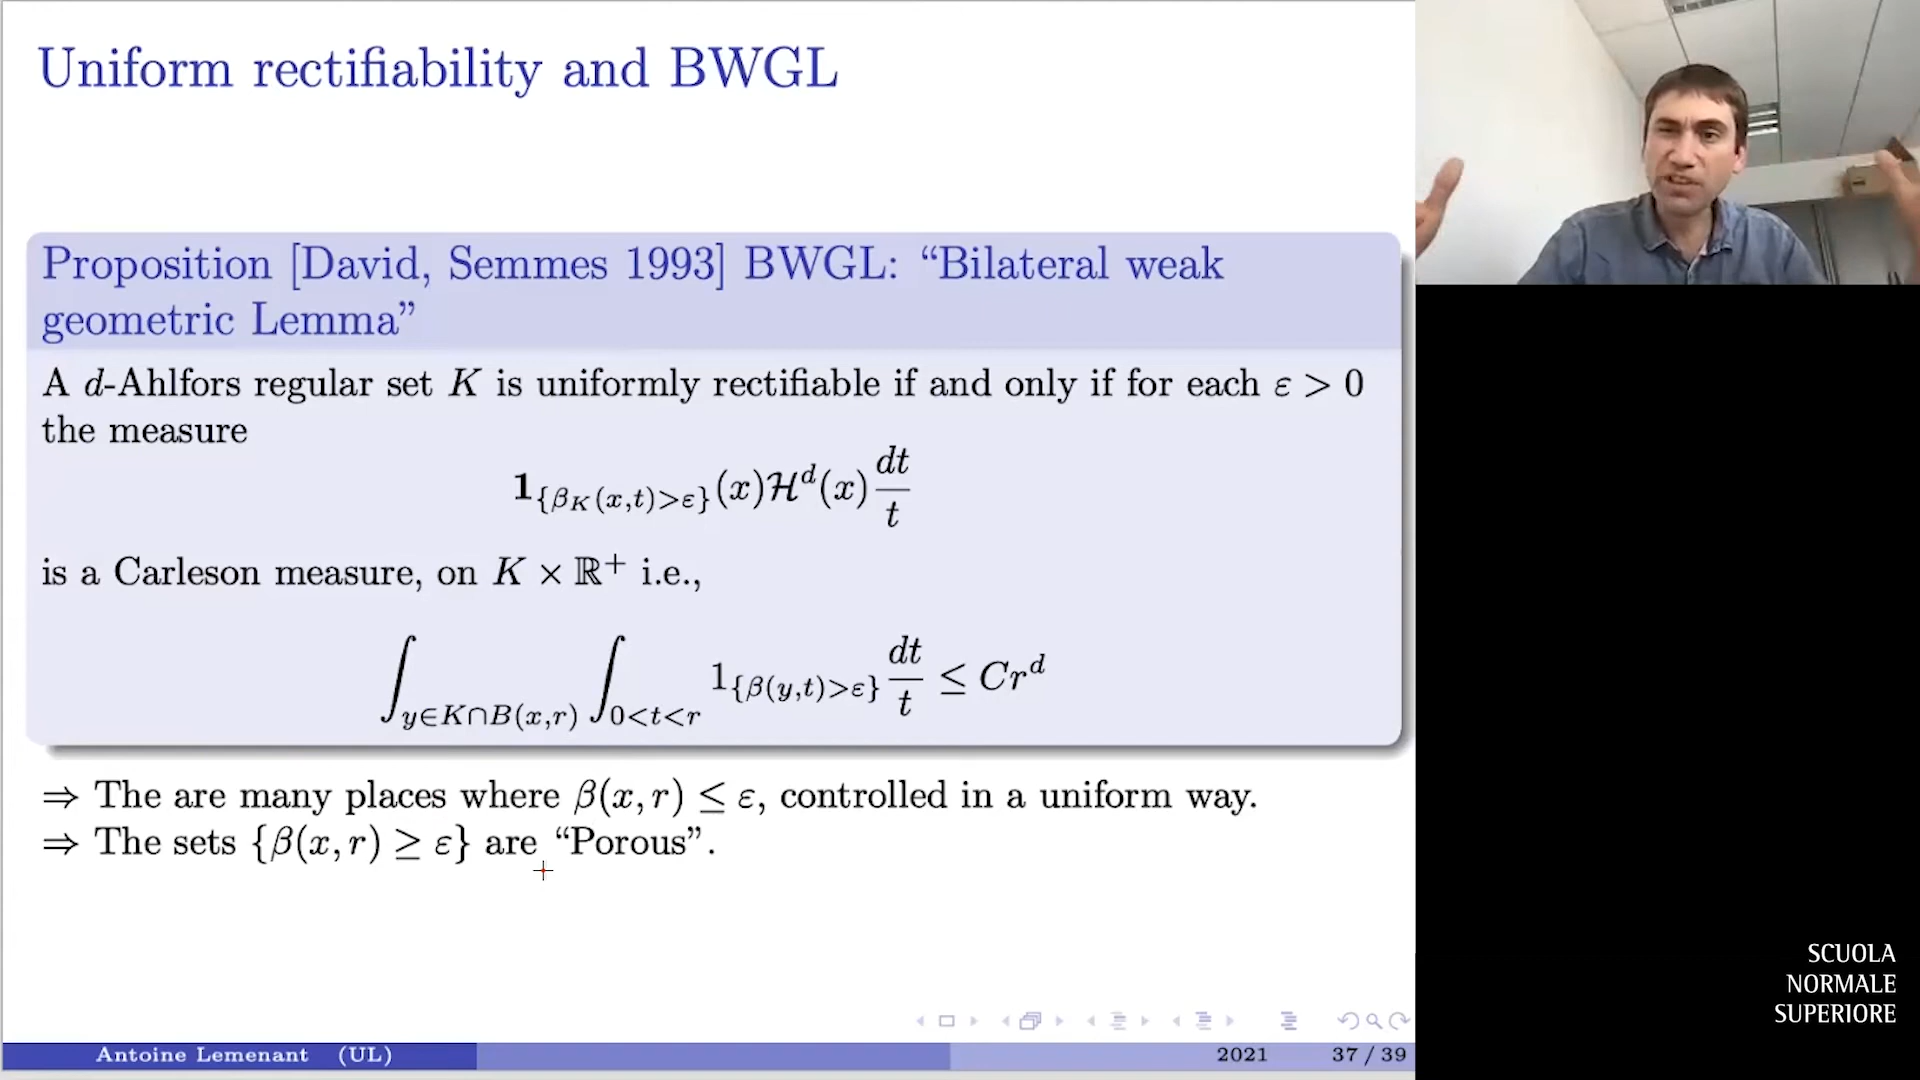 Uniform rectifiability and BWGL
Proposition [David, Semmes 1993] BWGL: “Bilateral weak
geometric Lemma”
A d-Ahlfors regular set K is uniformly rectifiable if and only if for each ε > 0
the measure
𝟏_{β_K(x,t)>ε}(x)ℋ^d(x) dt/t
is a Carleson measure, on K × ℝ⁺ i.e.,
∫_{y∈K∩B(x,r)} ∫_{0<t<r} 1_{β(y,t)>ε} dt/t ≤ Cr^d
⇒ The are many places where β(x, r) ≤ ε, controlled in a uniform way.
⇒ The sets {β(x, r) ≥ ε} are “Porous”.
Antoine Lemenant (UL) 2021 37 / 39
SCUOLA
NORMALE
SUPERIORE